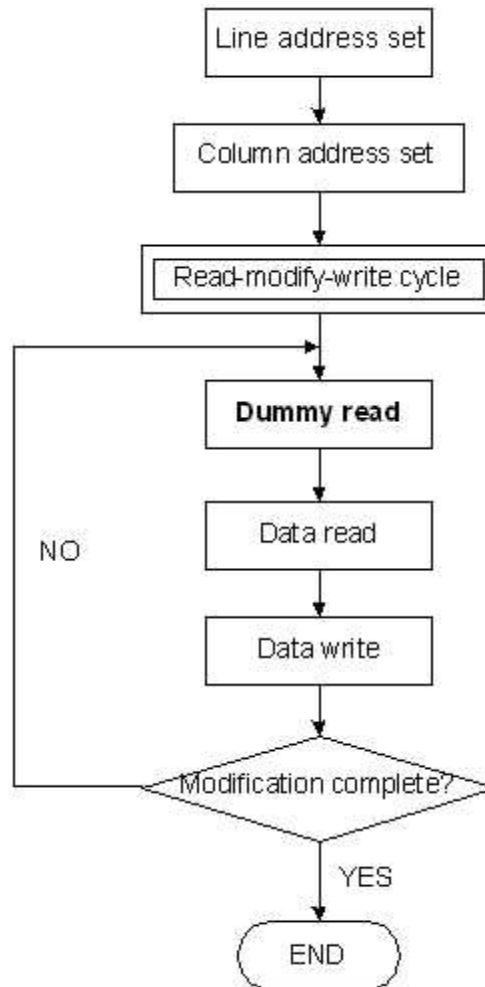 Line address set
Column address set
Read-modify-write cycle
Dummy read
Data read
NO
Data write
Modification complete?
YES
END